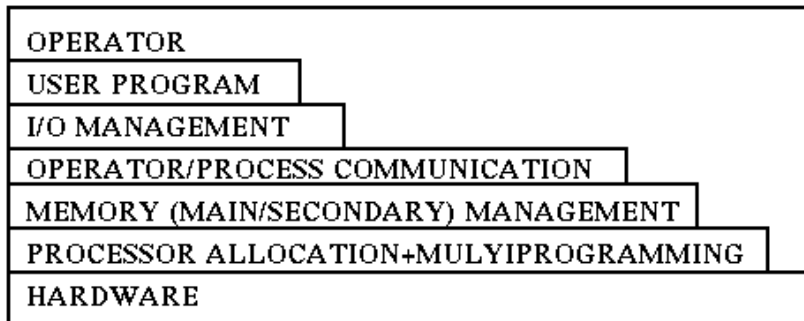 OPERATOR
USER PROGRAM
I/O MANAGEMENT
OPERATOR/PROCESS COMMUNICATION
MEMORY (MAIN/SECONDARY) MANAGEMENT
PROCESSOR ALLOCATION+MULYIPROGRAMMING
HARDWARE